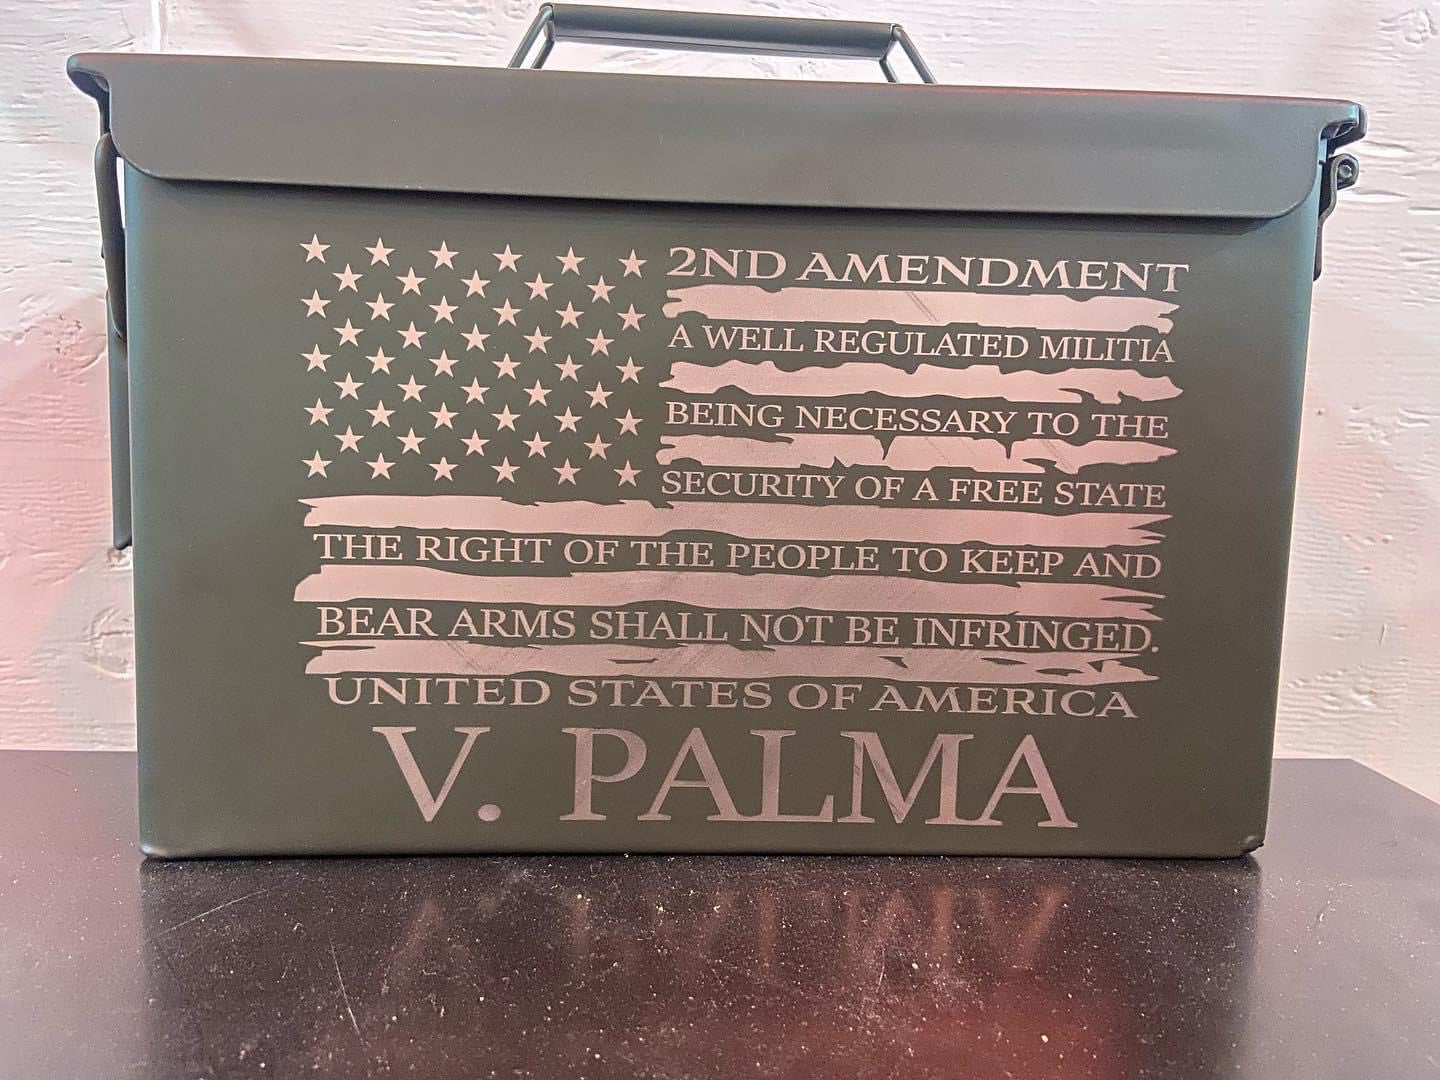 2ND AMENDMENT
A WELL REGULATED MILITIA
BEING NECESSARY TO THE
SECURITY OF A FREE STATE
THE RIGHT OF THE PEOPLE TO KEEP AND
BEAR ARMS SHALL NOT BE INFRINGED.
UNITED STATES OF AMERICA
V. PALMA